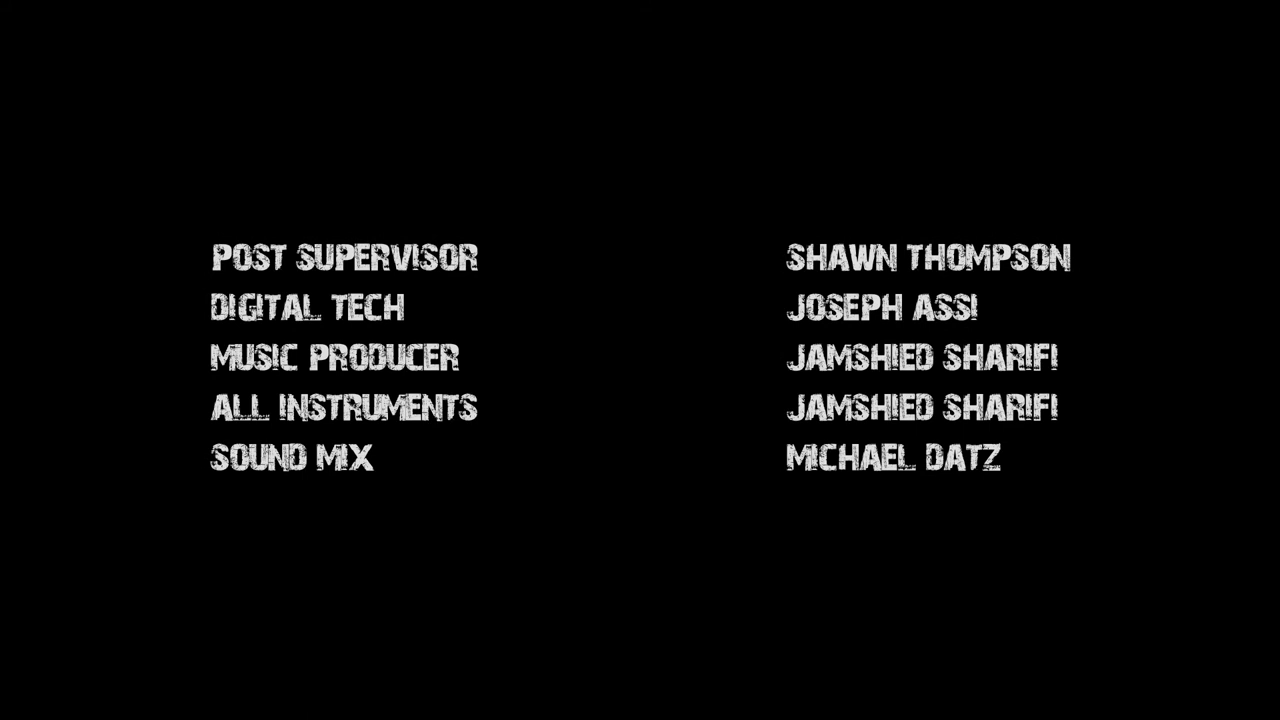 POST SUPERVISOR SHAWN THOMPSON
DIGITAL TECH JOSEPH ASSI
MUSIC PRODUCER JAMSHIED SHARIFI
ALL INSTRUMENTS JAMSHIED SHARIFI
SOUND MIX MICHAEL DATZ